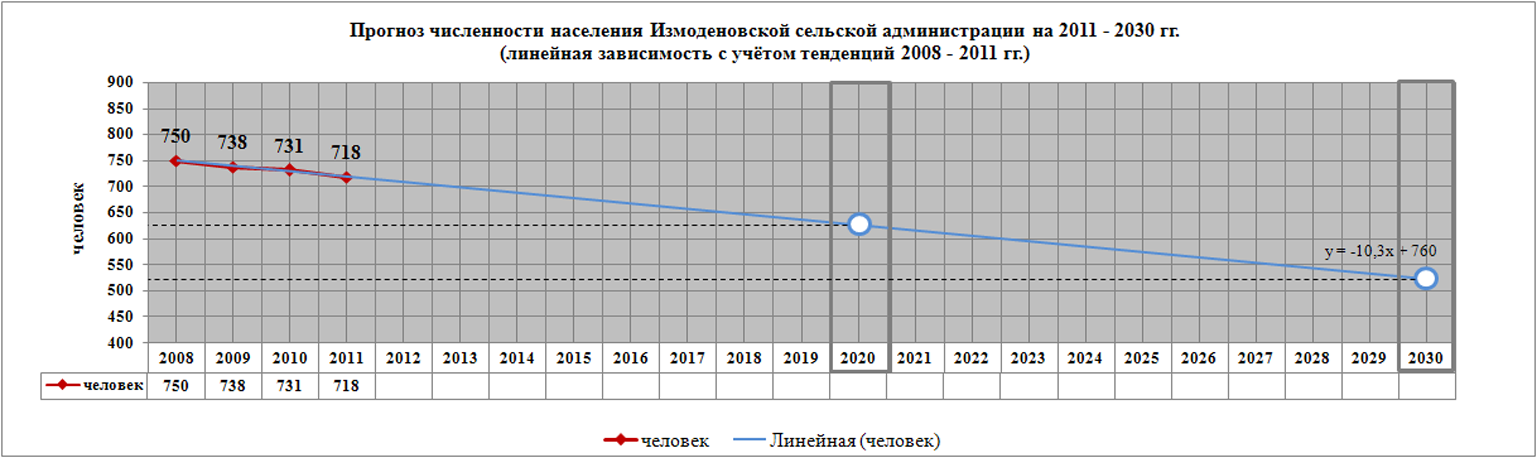 Прогноз численности населения Измоденовской сельской администрации на 2011 - 2030 гг.
(линейная зависимость с учётом тенденций 2008 - 2011 гг.)
человек
900
850
800
750
700
650
600
550
500
450
400
750
738
731
718
y = -10,3x + 760
2008 2009 2010 2011 2012 2013 2014 2015 2016 2017 2018 2019 2020 2021 2022 2023 2024 2025 2026 2027 2028 2029 2030
человек 750 738 731 718
человек Линейная (человек)